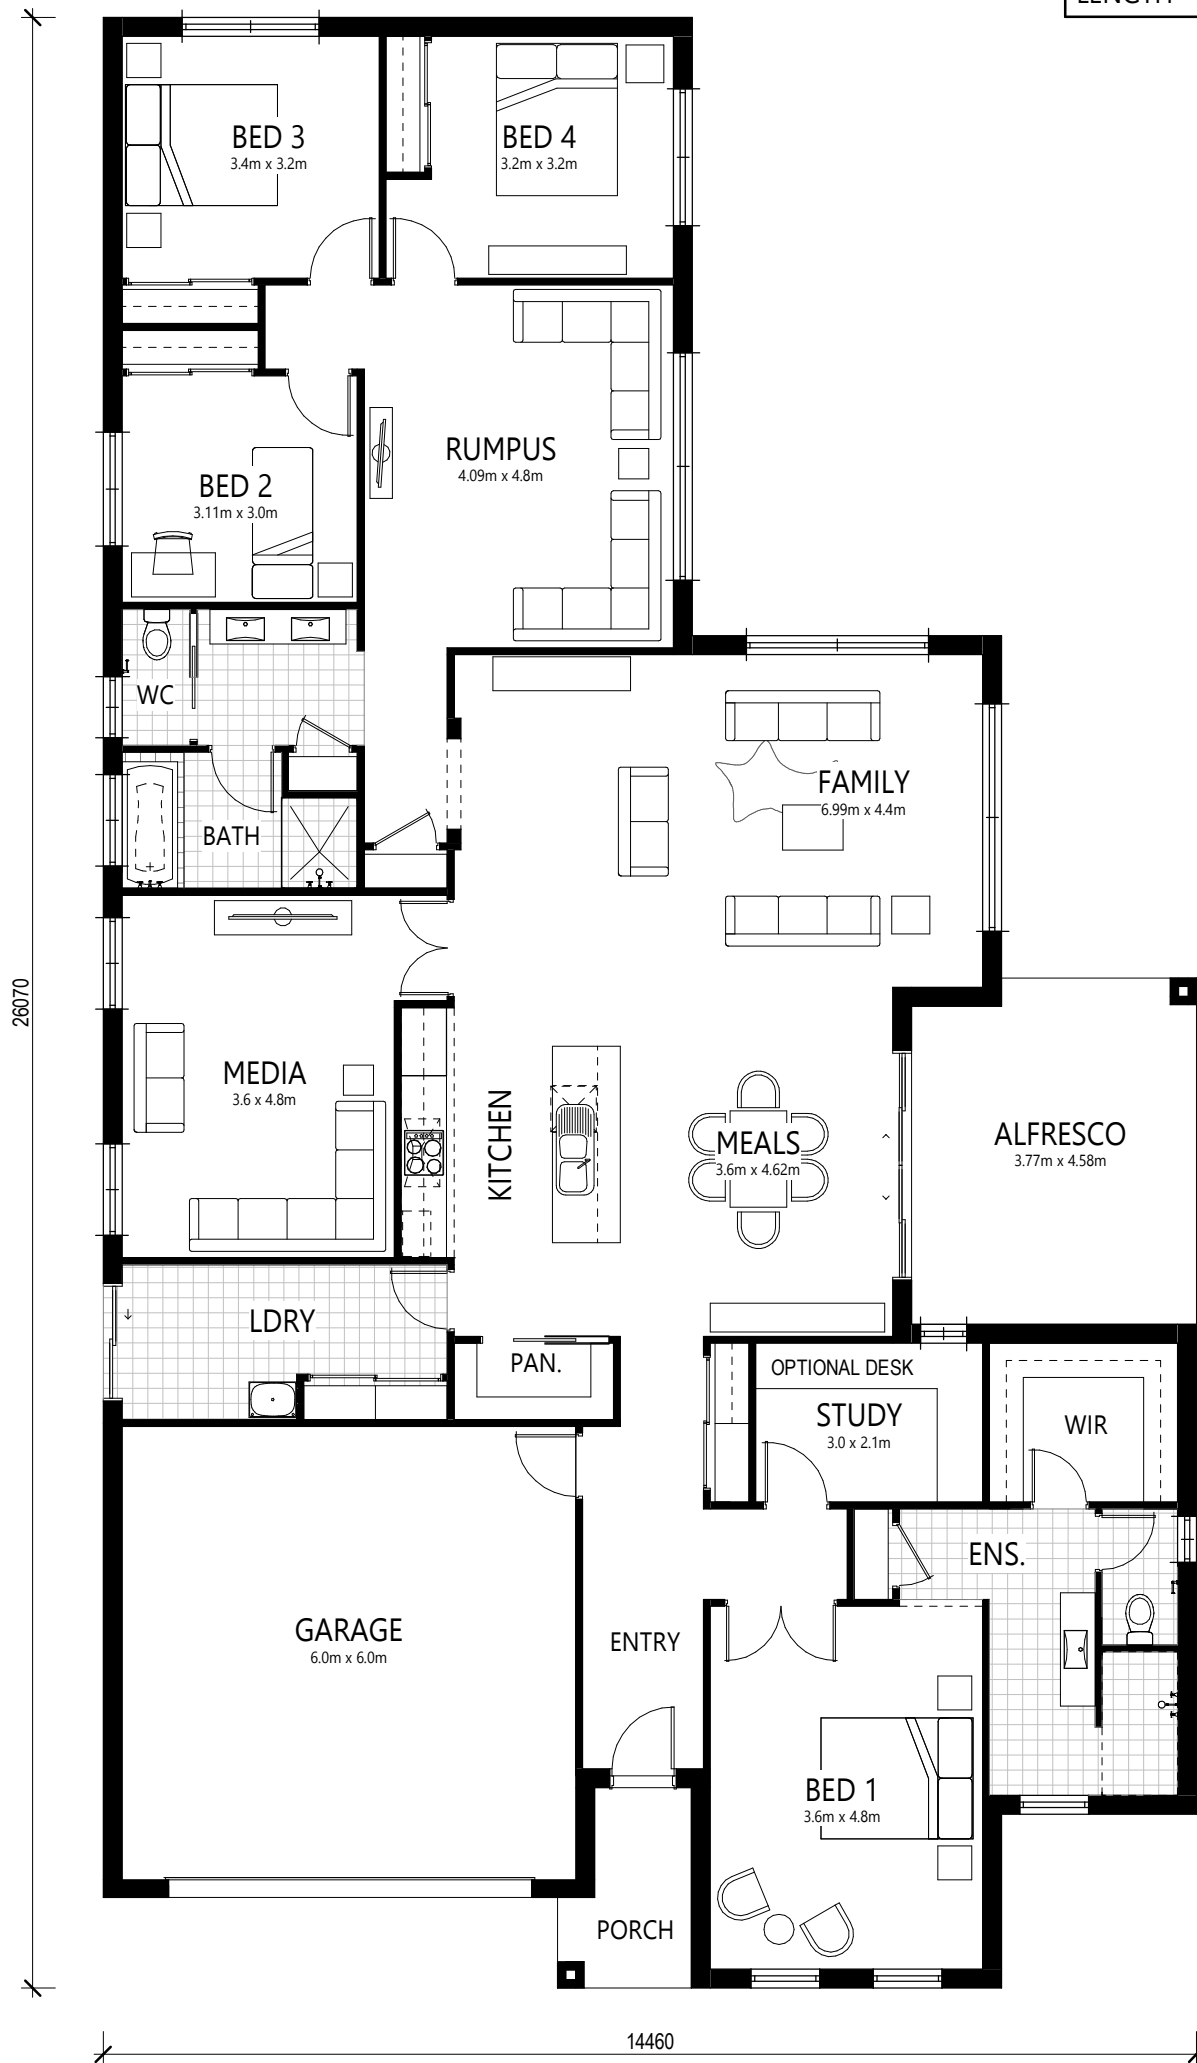 LENGTH
BED 3
3.4m x 3.2m
BED 4
3.2m x 3.2m
RUMPUS
4.09m x 4.8m
BED 2
3.11m x 3.0m
WC
FAMILY
6.99m x 4.4m
BATH
26070
MEDIA
3.6 x 4.8m
KITCHEN
MEALS
3.6m x 4.62m
ALFRESCO
3.77m x 4.58m
LDRY
PAN.
OPTIONAL DESK
STUDY
3.0 x 2.1m
WIR
ENS.
GARAGE
6.0m x 6.0m
ENTRY
BED 1
3.6m x 4.8m
PORCH
14460